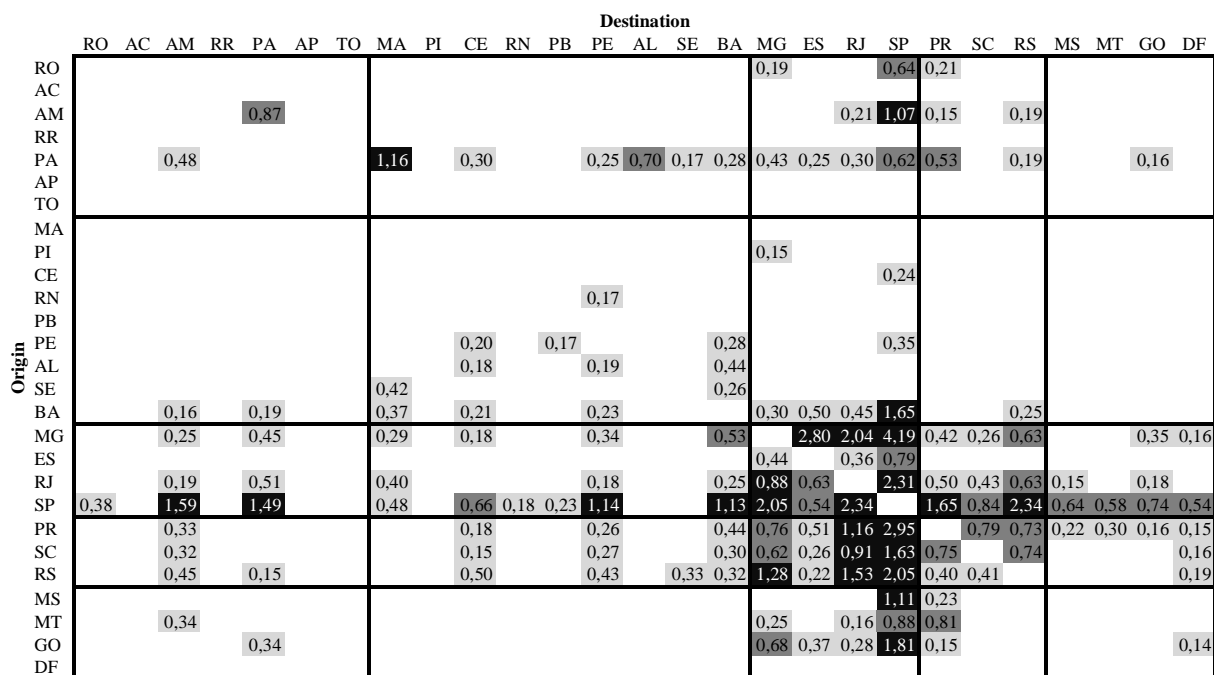 Destination
RO AC AM RR PA AP TO MA PI CE RN PB PE AL SE BA MG ES RJ SP PR SC RS MS MT GO DF
Origin
RO 0,19 0,64 0,21
AC
AM 0,87 0,21 1,07 0,15 0,19
RR
PA 0,48 1,16 0,30 0,25 0,70 0,17 0,28 0,43 0,25 0,30 0,62 0,53 0,19 0,16
AP
TO
MA
PI 0,15
CE 0,24
RN 0,17
PB
PE 0,20 0,17 0,28 0,35
AL 0,18 0,19 0,44
SE 0,42 0,26
BA 0,16 0,19 0,37 0,21 0,23 0,30 0,50 0,45 1,65 0,25
MG 0,25 0,45 0,29 0,18 0,34 0,53 2,80 2,04 4,19 0,42 0,26 0,63 0,35 0,16
ES 0,44 0,36 0,79
RJ 0,19 0,51 0,40 0,18 0,25 0,88 0,63 2,31 0,50 0,43 0,63 0,15 0,18
SP 0,38 1,59 1,49 0,48 0,66 0,18 0,23 1,14 1,13 2,05 0,54 2,34 1,65 0,84 2,34 0,64 0,58 0,74 0,54
PR 0,33 0,18 0,26 0,44 0,76 0,51 1,16 2,95 0,79 0,73 0,22 0,30 0,16 0,15
SC 0,32 0,15 0,27 0,30 0,62 0,26 0,91 1,63 0,75 0,74 0,16
RS 0,45 0,15 0,50 0,43 0,33 0,32 1,28 0,22 1,53 2,05 0,40 0,41 0,19
MS 1,11 0,23
MT 0,34 0,25 0,16 0,88 0,81
GO 0,34 0,68 0,37 0,28 1,81 0,15 0,14
DF